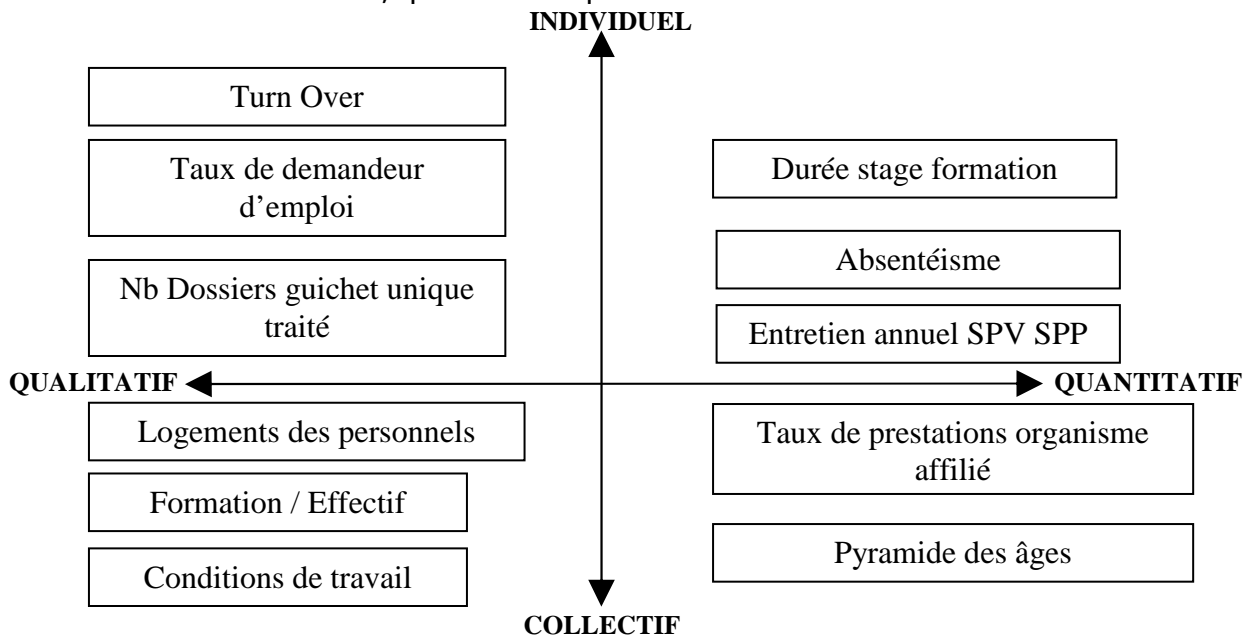 INDIVIDUEL
Turn Over
Taux de demandeur
d’emploi
Durée stage formation
Absentéisme
Nb Dossiers guichet unique
traité
Entretien annuel SPV SPP
QUALITATIF
QUANTITATIF
Logements des personnels
Taux de prestations organisme
affilié
Formation / Effectif
Pyramide des âges
Conditions de travail
COLLECTIF